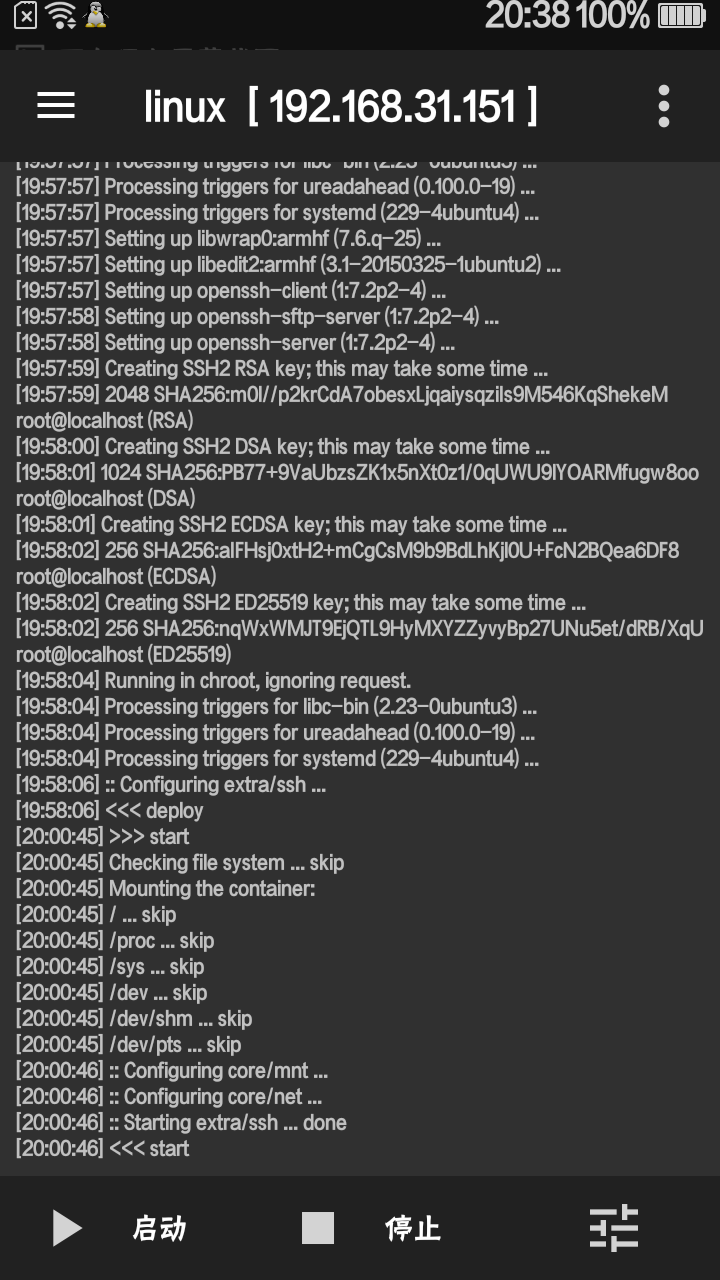 20:38 100%
linux [ 192.168.31.151 ]
[19:57:57] Processing triggers for libc-bin (2.23-0ubuntu3) ...
[19:57:57] Processing triggers for ureadahead (0.100.0-19) ...
[19:57:57] Processing triggers for systemd (229-4ubuntu4) ...
[19:57:57] Setting up libwrap0:armhf (7.6.q-25) ...
[19:57:57] Setting up libedit2:armhf (3.1-20150325-1ubuntu2) ...
[19:57:57] Setting up openssh-client (1:7.2p2-4) ...
[19:57:58] Setting up openssh-sftp-server (1:7.2p2-4) ...
[19:57:58] Setting up openssh-server (1:7.2p2-4) ...
[19:57:59] Creating SSH2 RSA key; this may take some time ...
[19:57:59] 2048 SHA256:m0I//p2krCdA7obesxLjqaiysqziIs9M546KqShekeM
root@localhost (RSA)
[19:58:00] Creating SSH2 DSA key; this may take some time ...
[19:58:01] 1024 SHA256:PB77+9VaUbzsZK1x5nXt0z1/0qUWU9lYOARMfugw8oo
root@localhost (DSA)
[19:58:01] Creating SSH2 ECDSA key; this may take some time ...
[19:58:02] 256 SHA256:aIFHsj0xtH2+mCgCsM9b9BdLhKjl0U+FcN2BQea6DF8
root@localhost (ECDSA)
[19:58:02] Creating SSH2 ED25519 key; this may take some time ...
[19:58:02] 256 SHA256:nqWxWMJT9EjQTL9HyMXYZZyvyBp27UNu5et/dRB/XqU
root@localhost (ED25519)
[19:58:04] Running in chroot, ignoring request.
[19:58:04] Processing triggers for libc-bin (2.23-0ubuntu3) ...
[19:58:04] Processing triggers for ureadahead (0.100.0-19) ...
[19:58:04] Processing triggers for systemd (229-4ubuntu4) ...
[19:58:06] :: Configuring extra/ssh ...
[19:58:06] <<< deploy
[20:00:45] >>> start
[20:00:45] Checking file system ... skip
[20:00:45] Mounting the container:
[20:00:45] / ... skip
[20:00:45] /proc ... skip
[20:00:45] /sys ... skip
[20:00:45] /dev ... skip
[20:00:45] /dev/shm ... skip
[20:00:45] /dev/pts ... skip
[20:00:46] :: Configuring core/mnt ...
[20:00:46] :: Configuring core/net ...
[20:00:46] :: Starting extra/ssh ... done
[20:00:46] <<< start
启动 停止